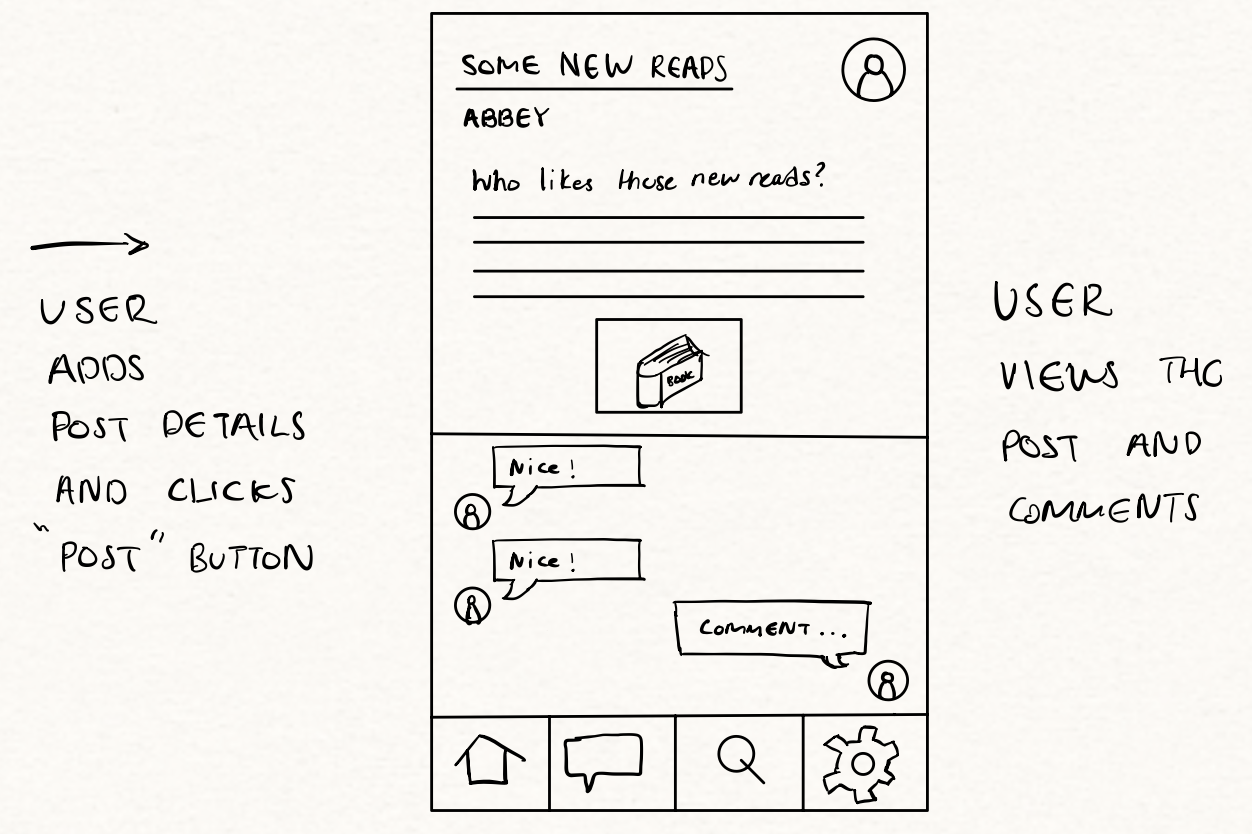 SOME NEW READS
ABBEY
Who likes these new reads?
BOOK
Nice!
Nice!
COMMENT...
USER
ADDS
POST DETAILS
AND CLICKS
"POST" BUTTON
USER
VIEWS THE
POST AND
COMMENTS